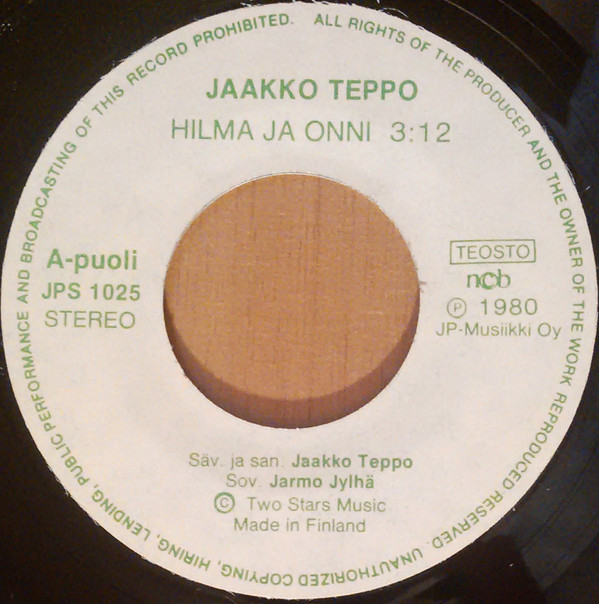 ALL RIGHTS OF THE PRODUCER AND THE OWNER OF THE WORK REPRODUCED RESERVED. UNAUTHORIZED COPYING, HIRING, LENDING, PUBLIC PERFORMANCE AND BROADCASTING OF THIS RECORD PROHIBITED.
JAAKKO TEPPO
HILMA JA ONNI 3:12
A-puoli
JPS 1025
STEREO
TEOSTO
ncb
Ⓟ 1980
JP-Musiikki Oy
Säv. ja san. Jaakko Teppo
Sov. Jarmo Jylhä
© Two Stars Music
Made in Finland